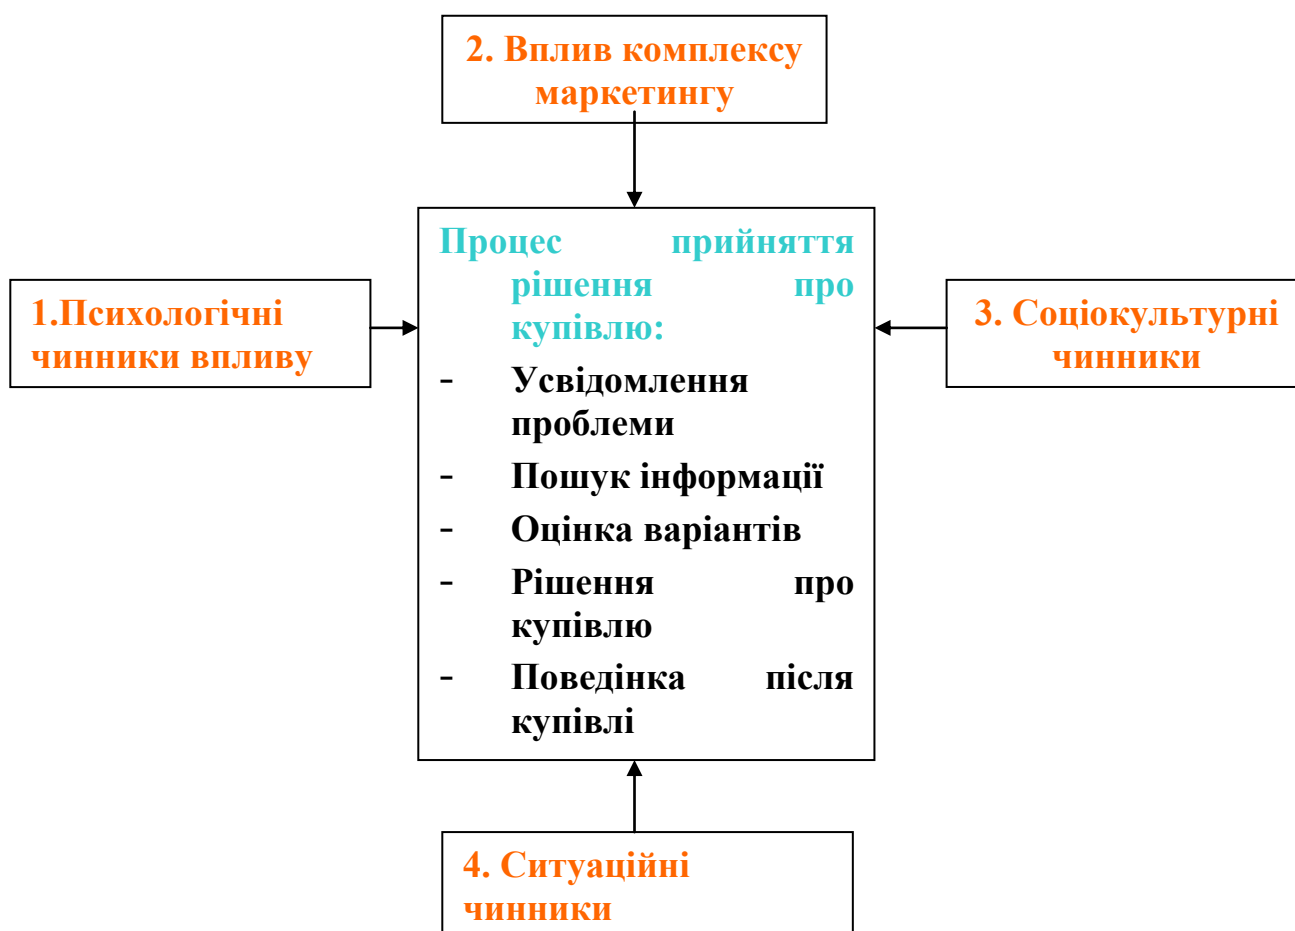 2. Вплив комплексу
маркетингу
1.Психологічні
чинники впливу
Процес прийняття
рішення про
купівлю:
- Усвідомлення
проблеми
- Пошук інформації
- Оцінка варіантів
- Рішення про
купівлю
- Поведінка після
купівлі
3. Соціокультурні
чинники
4. Ситуаційні
чинники